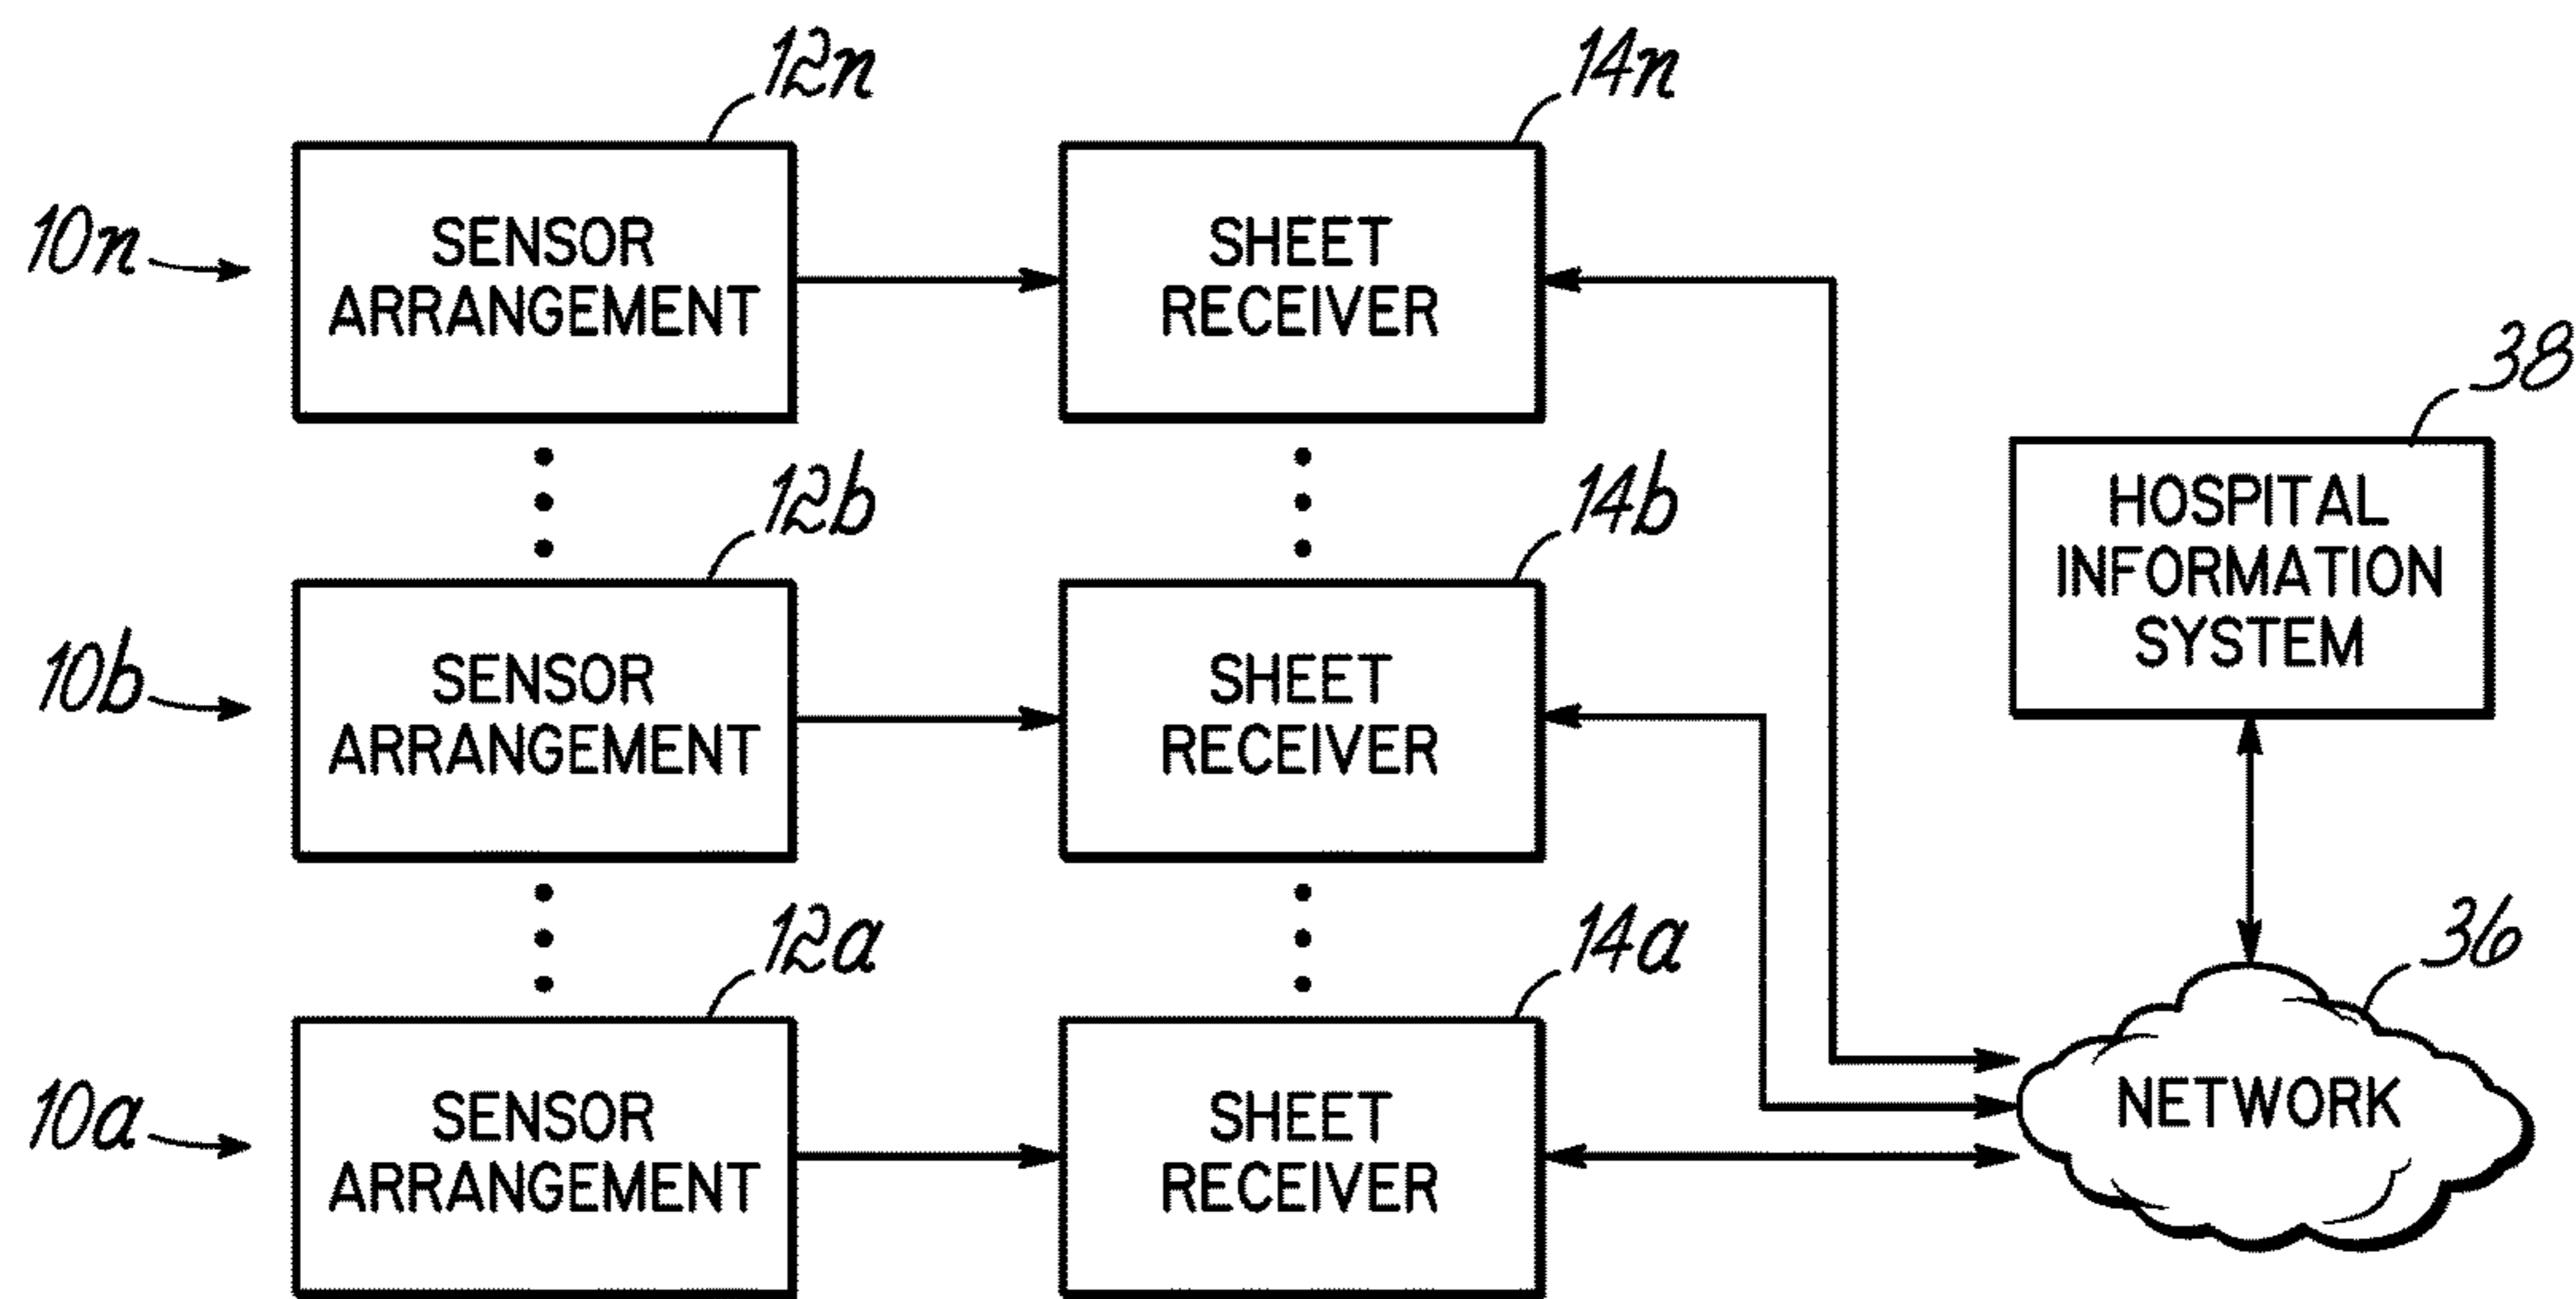 12n
14n
10n
SENSOR
ARRANGEMENT
SHEET
RECEIVER
38
HOSPITAL
INFORMATION
SYSTEM
12b
14b
10b
SENSOR
ARRANGEMENT
SHEET
RECEIVER
12a
14a
36
10a
SENSOR
ARRANGEMENT
SHEET
RECEIVER
NETWORK